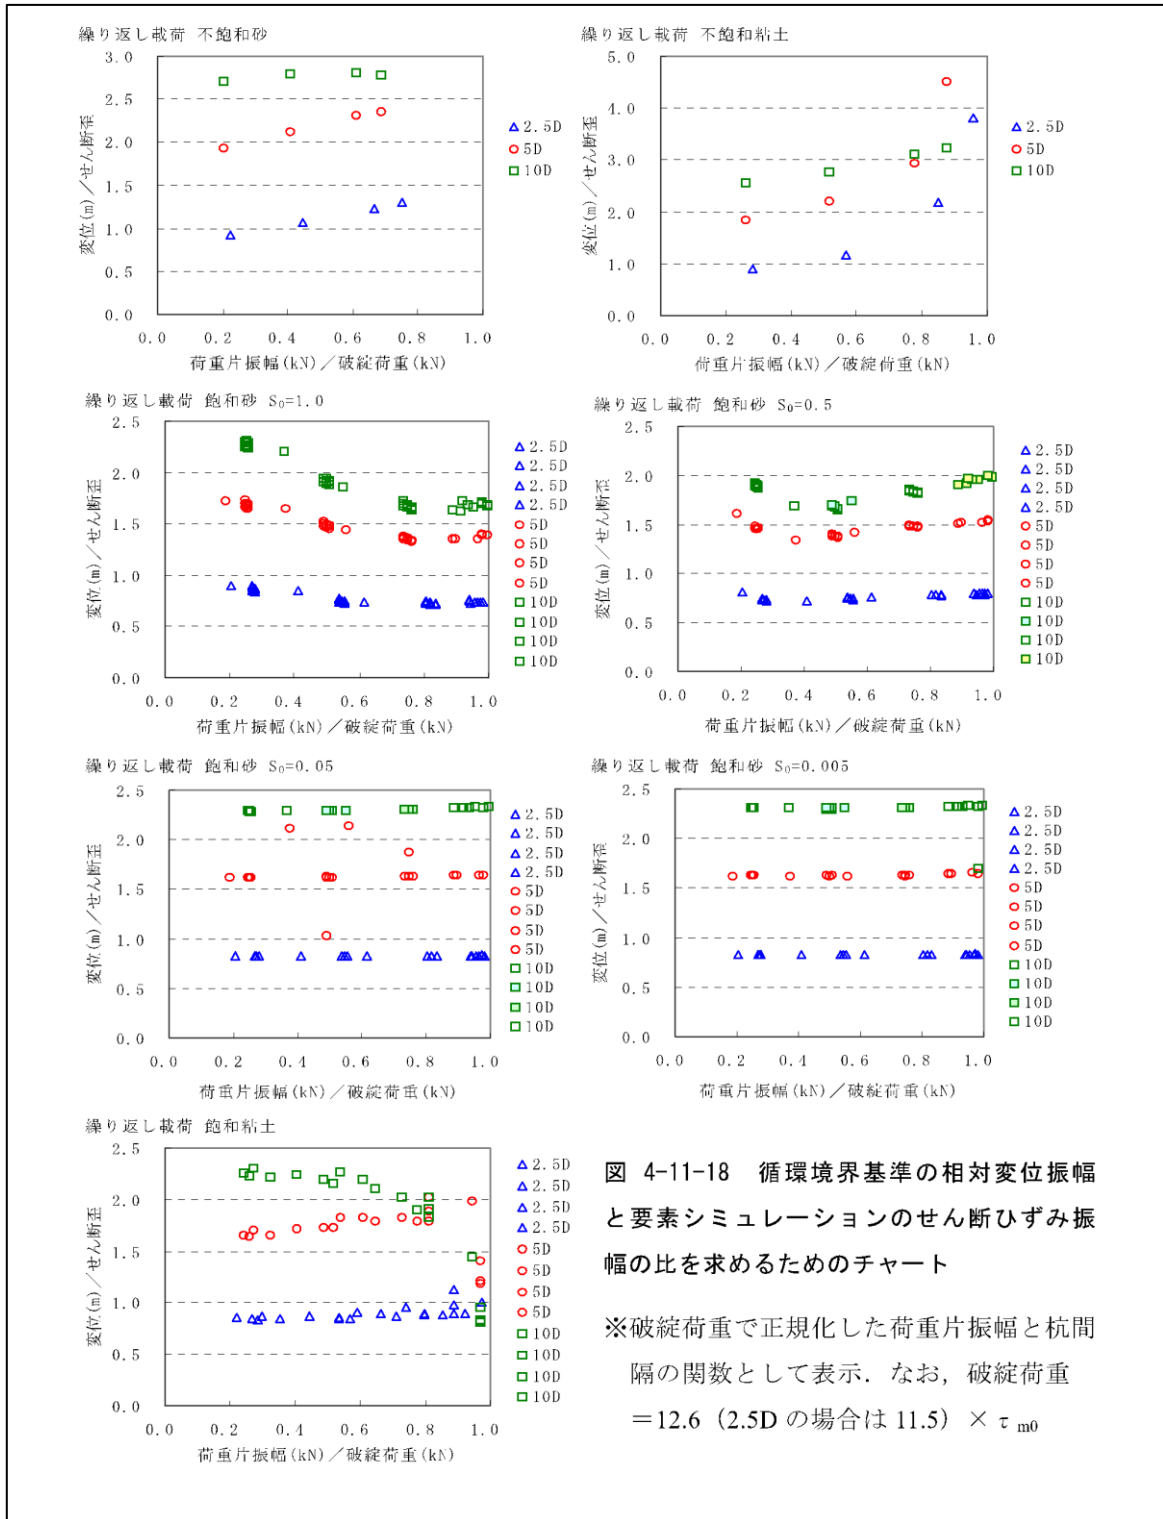 繰り返し載荷 不飽和砂
変位(m)／せん断歪
3.0
2.5
2.0
1.5
1.0
0.5
0.0
0.0 0.2 0.4 0.6 0.8 1.0
荷重片振幅(kN)／破綻荷重(kN)
2.5D
5D
10D
繰り返し載荷 不飽和粘土
変位(m)／せん断歪
5.0
4.0
3.0
2.0
1.0
0.0
0.0 0.2 0.4 0.6 0.8 1.0
荷重片振幅(kN)／破綻荷重(kN)
2.5D
5D
10D
繰り返し載荷 飽和砂 S0=1.0
変位(m)／せん断歪
2.5
2.0
1.5
1.0
0.5
0.0
0.0 0.2 0.4 0.6 0.8 1.0
荷重片振幅(kN)／破綻荷重(kN)
2.5D
2.5D
2.5D
2.5D
5D
5D
5D
5D
10D
10D
10D
10D
繰り返し載荷 飽和砂 S0=0.5
変位(m)／せん断歪
2.5
2.0
1.5
1.0
0.5
0.0
0.0 0.2 0.4 0.6 0.8 1.0
荷重片振幅(kN)／破綻荷重(kN)
2.5D
2.5D
2.5D
2.5D
5D
5D
5D
5D
10D
10D
10D
10D
繰り返し載荷 飽和砂 S0=0.05
変位(m)／せん断歪
2.5
2.0
1.5
1.0
0.5
0.0
0.0 0.2 0.4 0.6 0.8 1.0
荷重片振幅(kN)／破綻荷重(kN)
2.5D
2.5D
2.5D
2.5D
5D
5D
5D
5D
10D
10D
10D
10D
繰り返し載荷 飽和砂 S0=0.005
変位(m)／せん断歪
2.5
2.0
1.5
1.0
0.5
0.0
0.0 0.2 0.4 0.6 0.8 1.0
荷重片振幅(kN)／破綻荷重(kN)
2.5D
2.5D
2.5D
2.5D
5D
5D
5D
5D
10D
10D
10D
10D
繰り返し載荷 飽和粘土
変位(m)／せん断歪
2.5
2.0
1.5
1.0
0.5
0.0
0.0 0.2 0.4 0.6 0.8 1.0
荷重片振幅(kN)／破綻荷重(kN)
2.5D
2.5D
2.5D
2.5D
5D
5D
5D
5D
10D
10D
10D
10D
図 4-11-18 循環境界基準の相対変位振幅
と要素シミュレーションのせん断ひずみ振
幅の比を求めるためのチャート
※破綻荷重で正規化した荷重片振幅と杭間
隔の関数として表示．なお，破綻荷重
＝12.6（2.5D の場合は 11.5）× τm0